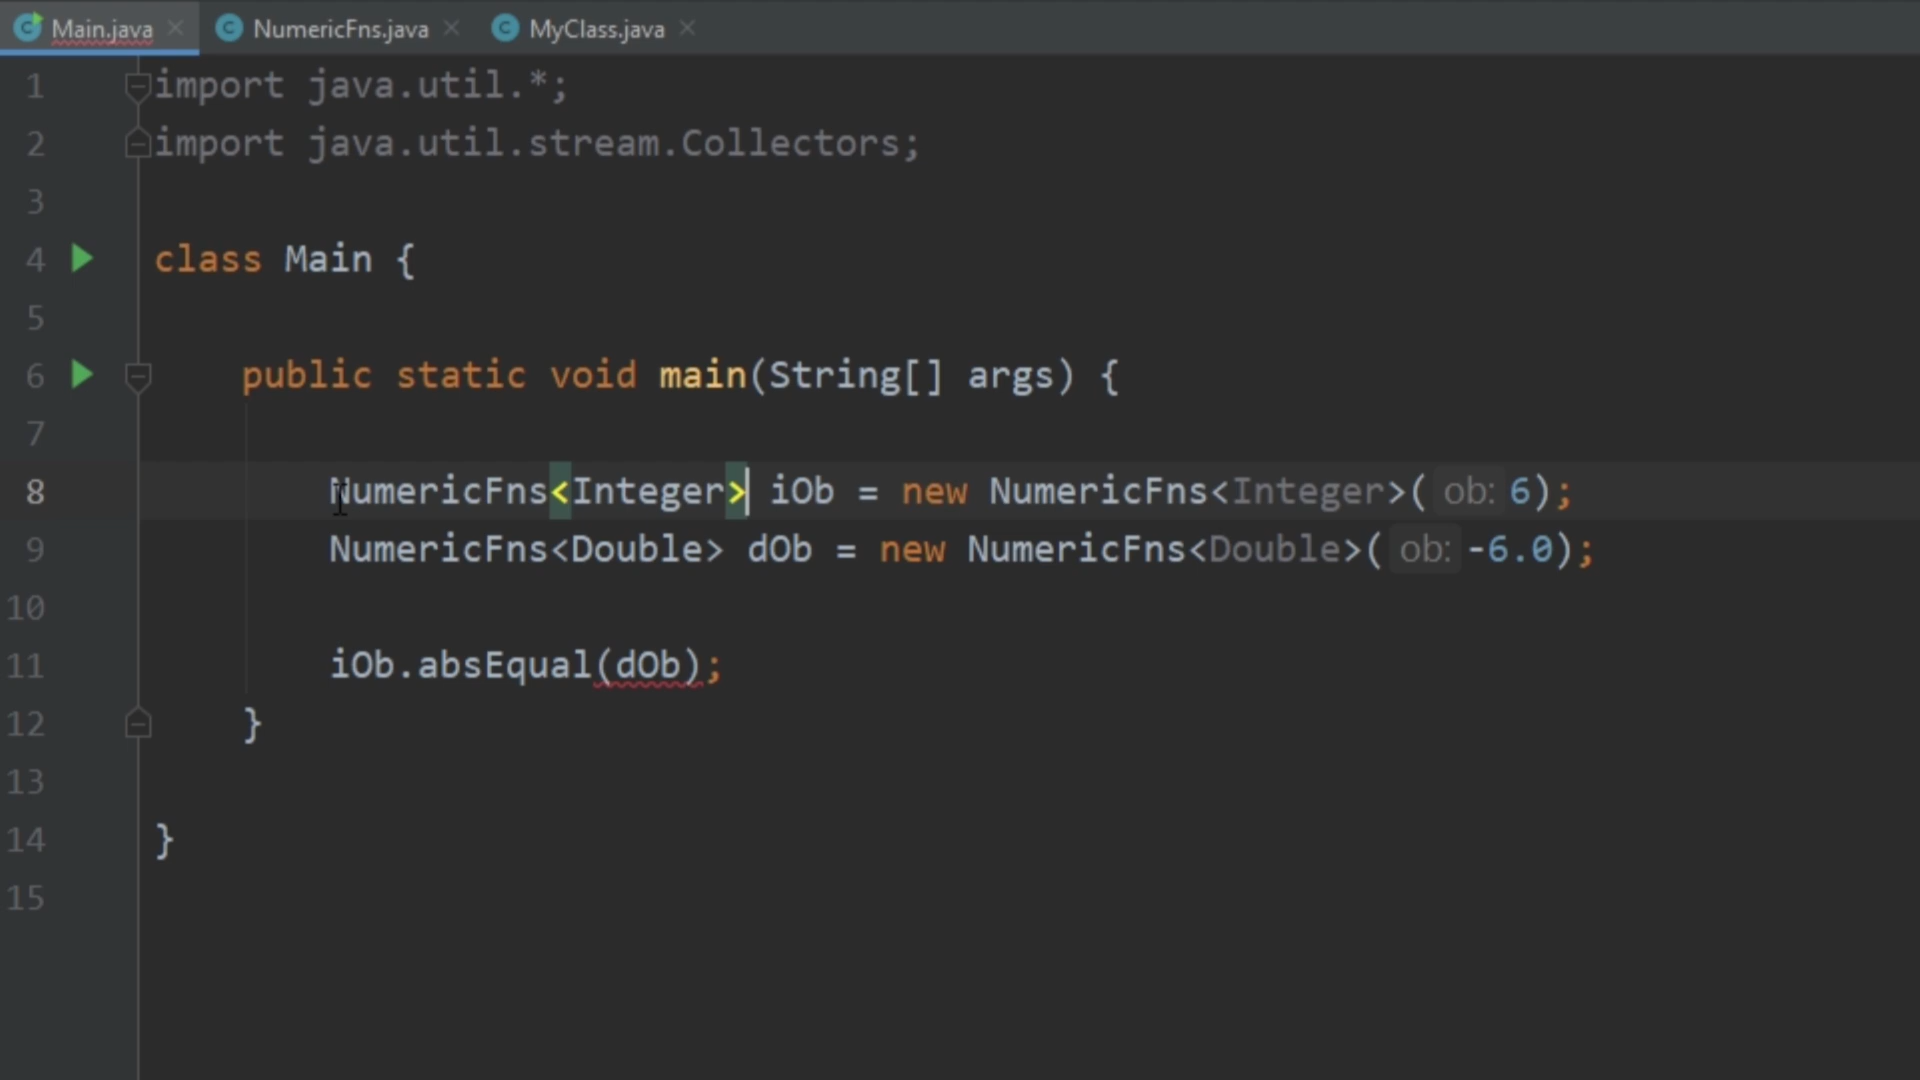 Main.java NumericFns.java MyClass.java
1 import java.util.*;
2 import java.util.stream.Collectors;
3
4 class Main {
5
6 public static void main(String[] args) {
7
8 NumericFns<Integer> iOb = new NumericFns<Integer>( ob: 6);
9 NumericFns<Double> dOb = new NumericFns<Double>( ob: -6.0);
10
11 iOb.absEqual(dOb);
12 }
13
14 }
15